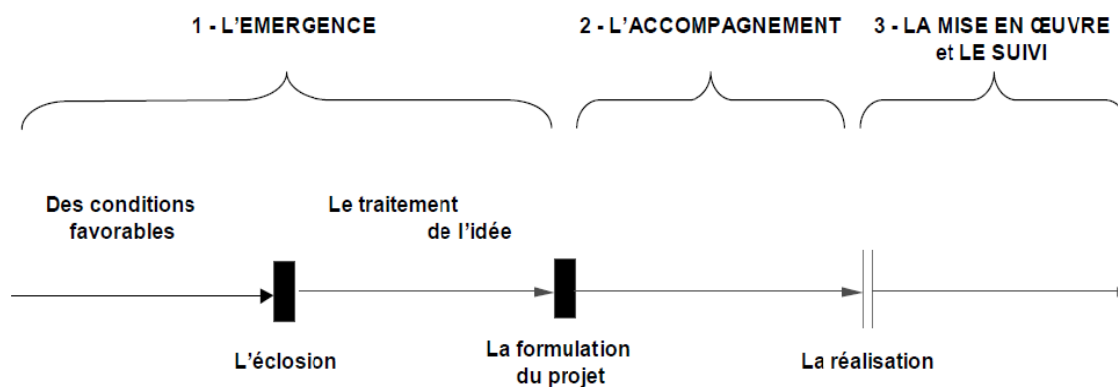 1 - L'EMERGENCE
2 - L'ACCOMPAGNEMENT
3 - LA MISE EN ŒUVRE
et LE SUIVI
Des conditions
favorables
Le traitement
de l'idée
L'éclosion
La formulation
du projet
La réalisation